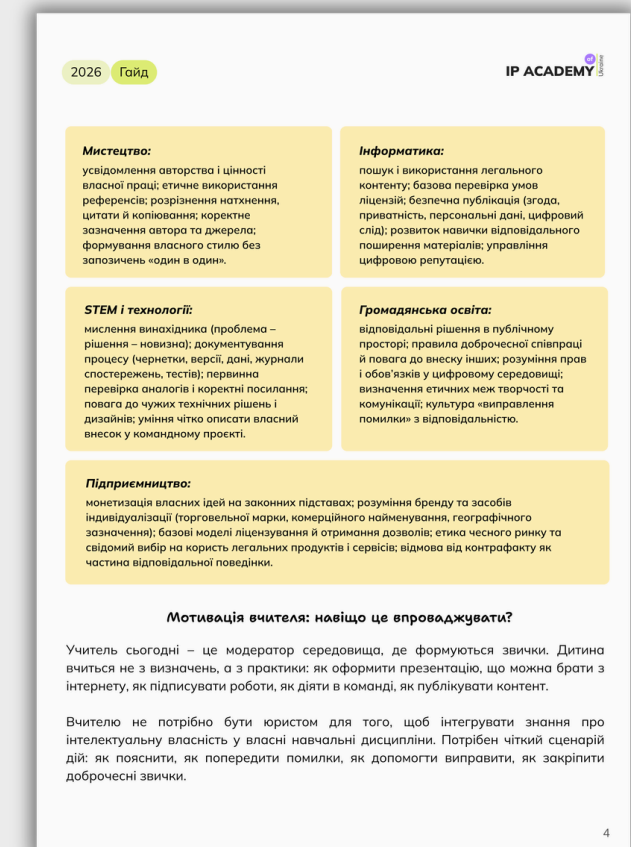 2026 Гайд
IP ACADEMY of Ukraine
Мистецтво:
усвідомлення авторства і цінності
власної праці; етичне використання
референсів; розрізнення натхнення,
цитати й копіювання; коректне
зазначення автора та джерела;
формування власного стилю без
запозичень «один в один».
Інформатика:
пошук і використання легального
контенту; базова перевірка умов
ліцензій; безпечна публікація (згода,
приватність, персональні дані, цифровий
слід); розвиток навички відповідального
поширення матеріалів; управління
цифровою репутацією.
STEM і технології:
мислення винахідника (проблема –
рішення – новизна); документування
процесу (чернетки, версії, дані, журнали
спостережень, тестів); первинна
перевірка аналогів і коректні посилання;
повага до чужих технічних рішень і
дизайнів; уміння чітко описати власний
внесок у командному проєкті.
Громадянська освіта:
відповідальні рішення в публічному
просторі; правила доброчесної співпраці
й повага до внеску інших; розуміння прав
і обов’язків у цифровому середовищі;
визначення етичних меж творчості та
комунікації; культура «виправлення
помилки» з відповідальністю.
Підприємництво:
монетизація власних ідей на законних підставах; розуміння бренду та засобів
індивідуалізації (торговельної марки, комерційного найменування, географічного
зазначення); базові моделі ліцензування й отримання дозволів; етика чесного ринку та
свідомий вибір на користь легальних продуктів і сервісів; відмова від контрафакту як
частина відповідальної поведінки.
Мотивація вчителя: навіщо це впроваджувати?
Учитель сьогодні – це модератор середовища, де формуються звички. Дитина
вчиться не з визначень, а з практики: як оформити презентацію, що можна брати з
інтернету, як підписувати роботи, як діяти в команді, як публікувати контент.
Вчителю не потрібно бути юристом для того, щоб інтегрувати знання про
інтелектуальну власність у власні навчальні дисципліни. Потрібен чіткий сценарій
дій: як пояснити, як попередити помилки, як допомогти виправити, як закріпити
доброчесні звички.
4